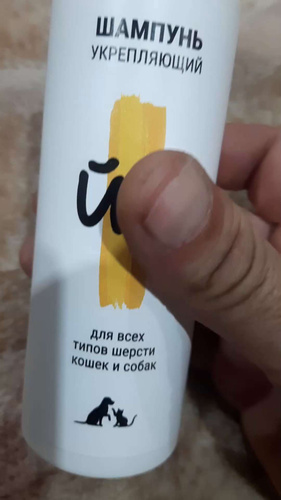 ШАМПУНЬ
УКРЕПЛЯЮЩИЙ
для всех
типов шерсти
кошек и собак